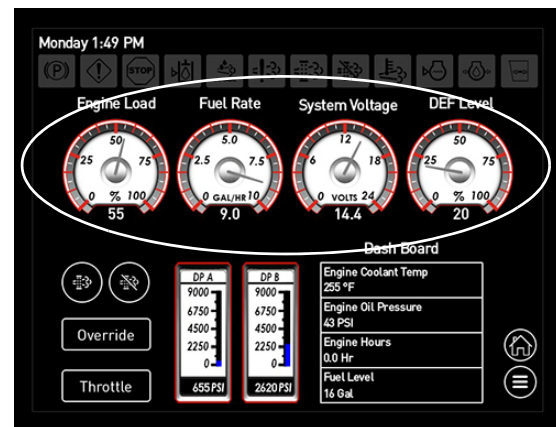 Monday 1:49 PM
(P) STOP
Engine Load Fuel Rate System Voltage DEF Level
50 5.0 12 50
25 75 2.5 7.5 6 18 25 75
0 % 100 0 GAL/HR 10 0 VOLTS 24 0 % 100
55 9.0 14.4 20
Dash Board
DP A DP B
9000 9000
6750 6750
4500 4500
2250 2250
0 0
655 PSI 2620 PSI
Engine Coolant Temp
255 °F
Engine Oil Pressure
43 PSI
Engine Hours
0.0 Hr
Fuel Level
16 Gal
Override
Throttle